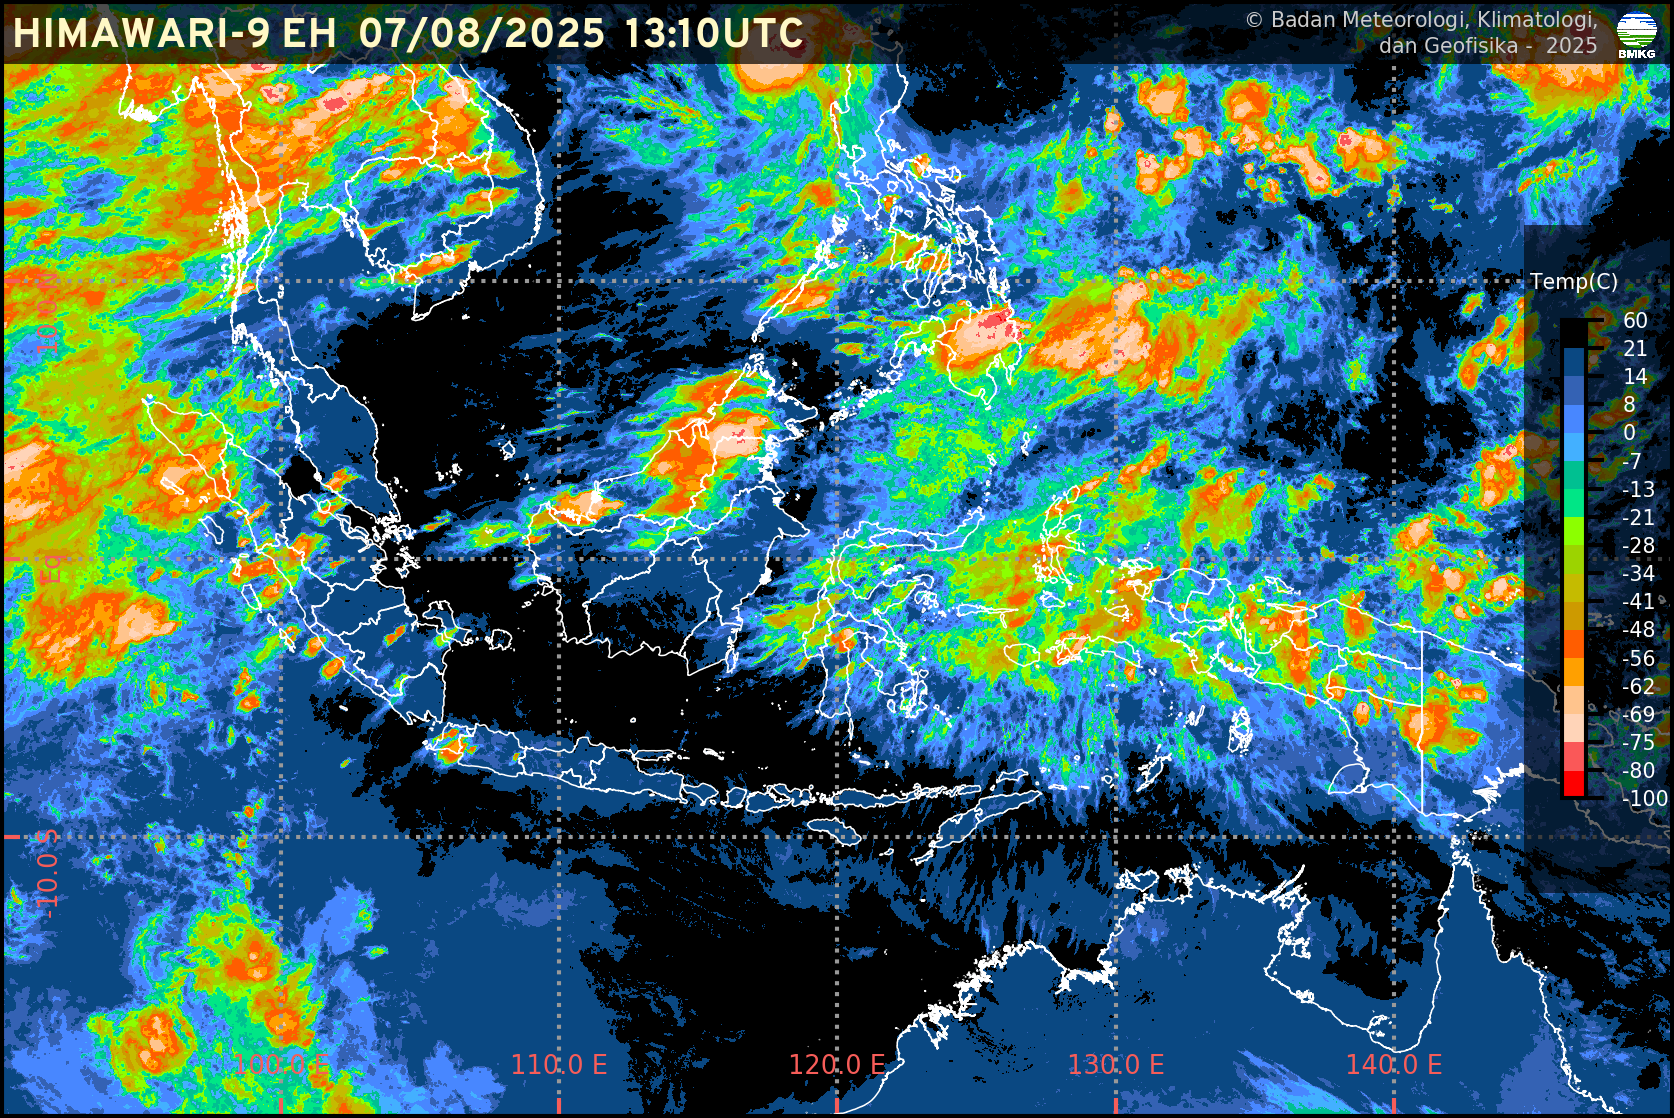 HIMAWARI-9 EH 07/08/2025 13:10UTC
© Badan Meteorologi, Klimatologi,
dan Geofisika - 2025
BMKG
Temp(C)
60
21
14
8
0
-7
-13
-21
-28
-34
-41
-48
-56
-62
-69
-75
-80
-100
EQ
-10.0 S
100.0 E
110.0 E
120.0 E
130.0 E
140.0 E